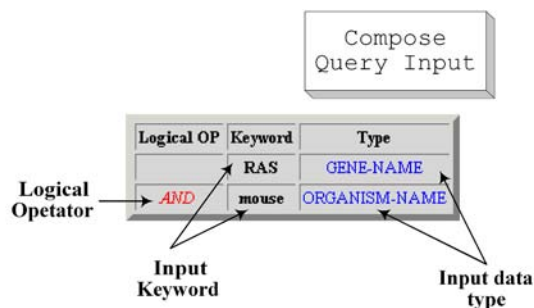 Compose
Query Input
Logical OP Keyword Type
RAS GENE-NAME
AND mouse ORGANISM-NAME
Logical
Opetator
Input
Keyword
Input data
type